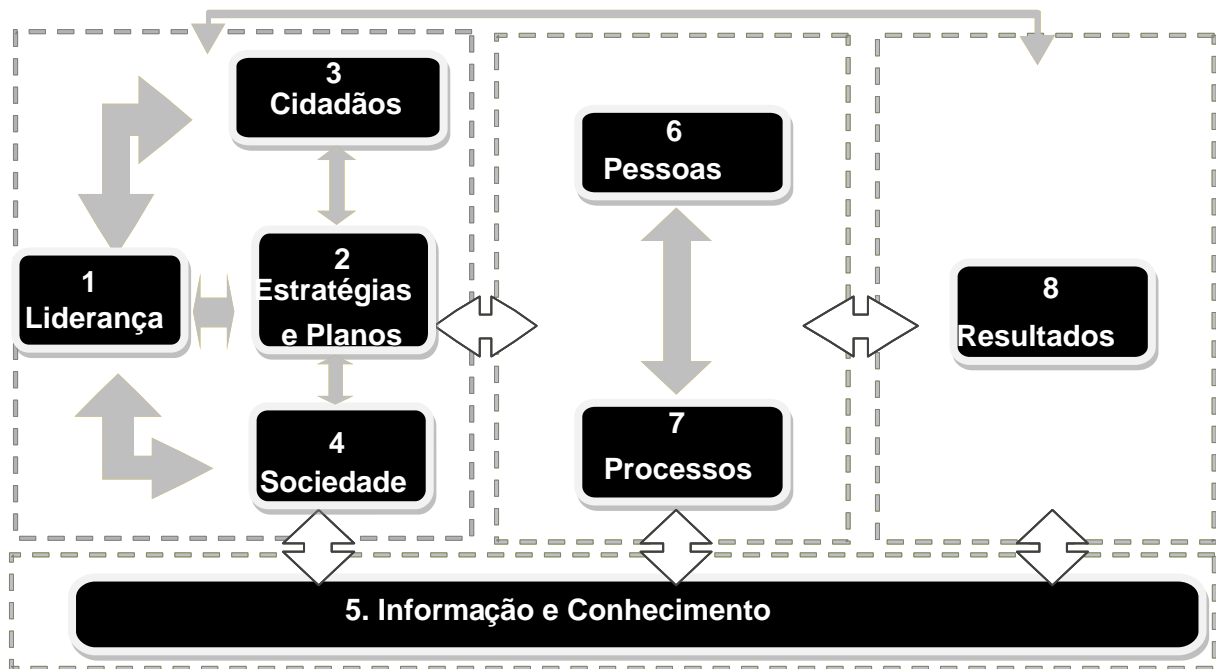 3
Cidadãos
1
Liderança
2
Estratégias
e Planos
4
Sociedade
6
Pessoas
7
Processos
8
Resultados
5. Informação e Conhecimento